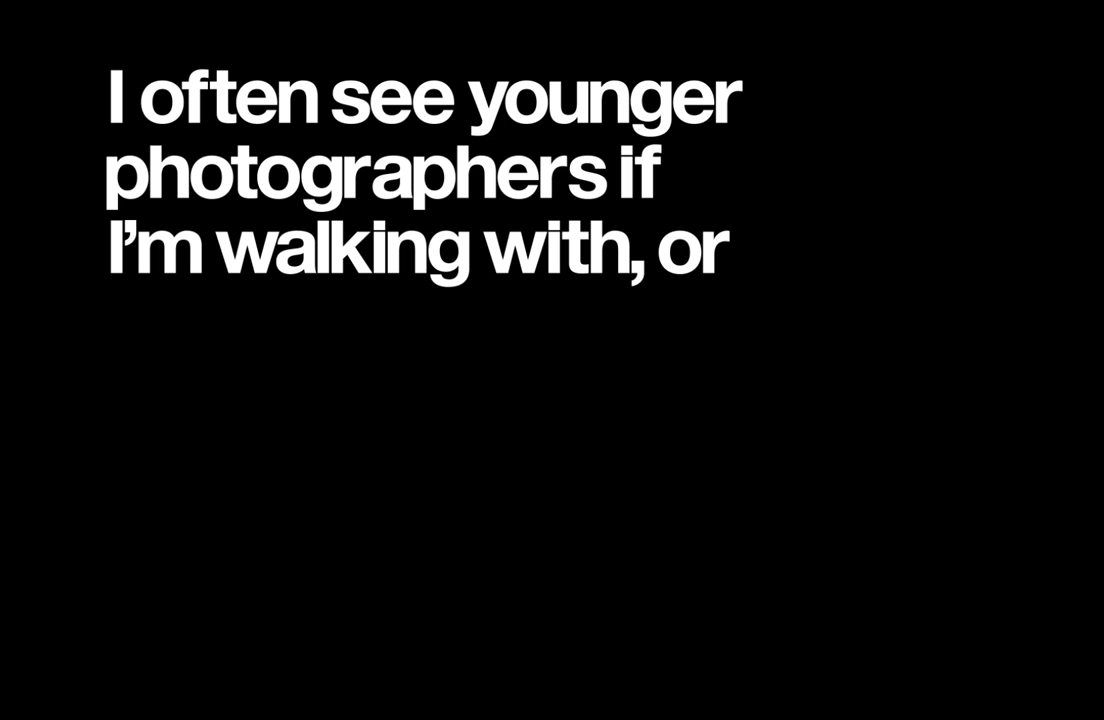 I often see younger
photographers if
I’m walking with, or